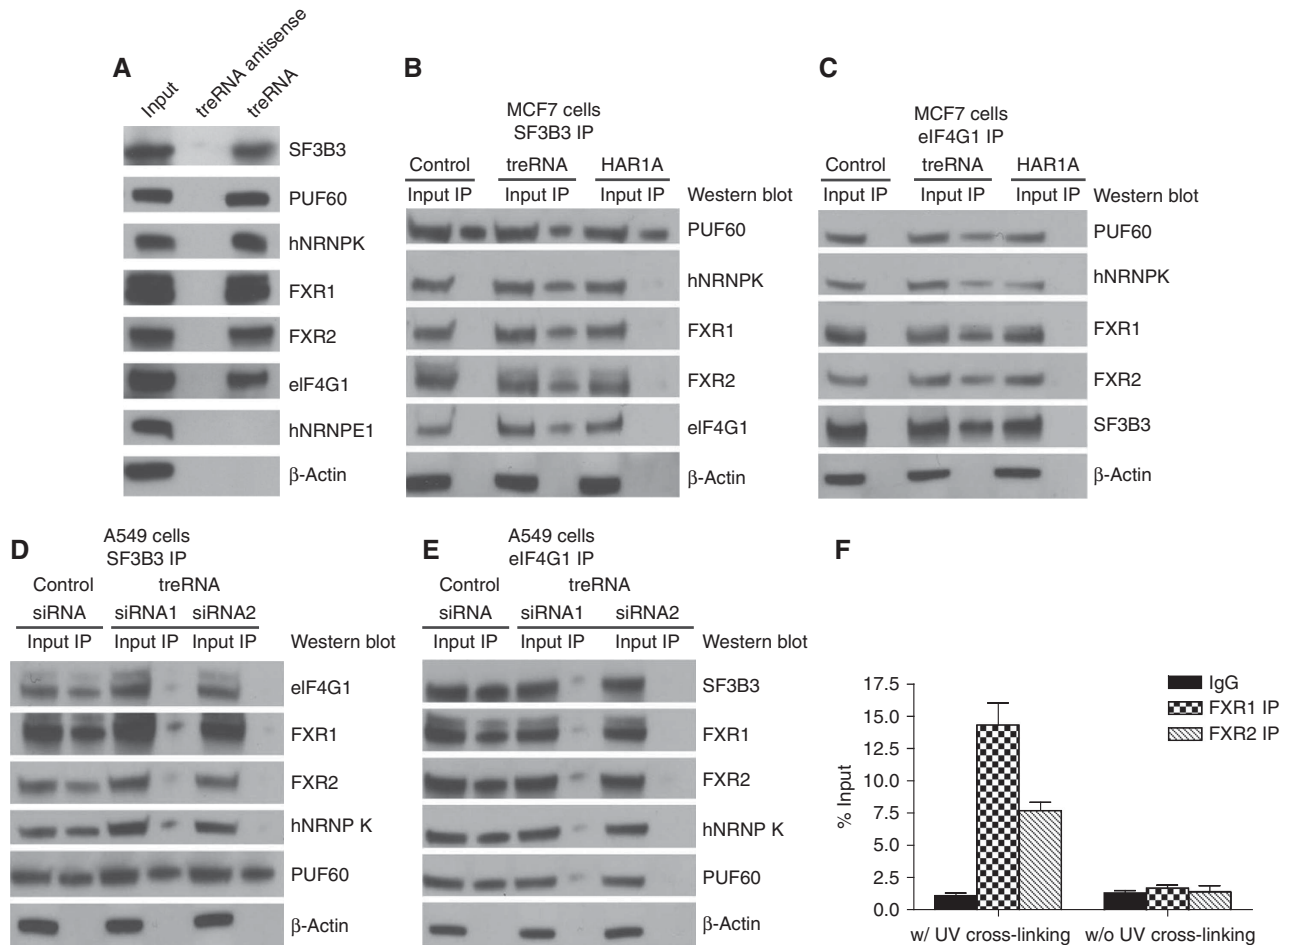 A
Input
treRNA antisense
treRNA
SF3B3
PUF60
hNRNPK
FXR1
FXR2
eIF4G1
hNRNPE1
β-Actin
B
MCF7 cells
SF3B3 IP
Control treRNA HAR1A
Input IP Input IP Input IP Western blot
PUF60
hNRNPK
FXR1
FXR2
eIF4G1
β-Actin
C
MCF7 cells
eIF4G1 IP
Control treRNA HAR1A
Input IP Input IP Input IP Western blot
PUF60
hNRNPK
FXR1
FXR2
SF3B3
β-Actin
D
A549 cells
SF3B3 IP
Control treRNA
siRNA siRNA1 siRNA2
Input IP Input IP Input IP Western blot
eIF4G1
FXR1
FXR2
hNRNP K
PUF60
β-Actin
E
A549 cells
eIF4G1 IP
Control treRNA
siRNA siRNA1 siRNA2
Input IP Input IP Input IP Western blot
SF3B3
FXR1
FXR2
hNRNP K
PUF60
β-Actin
F
IgG
FXR1 IP
FXR2 IP
% Input
17.5
15.0
12.5
10.0
7.5
5.0
2.5
0.0
w/ UV cross-linking w/o UV cross-linking